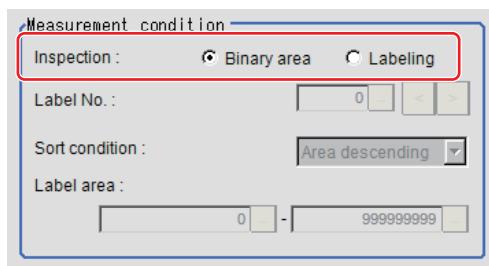 Measurement condition
Inspection : Binary area Labeling
Label No. : 0 ... < >
Sort condition : Area descending
Label area :
0 ... - 999999999 ...